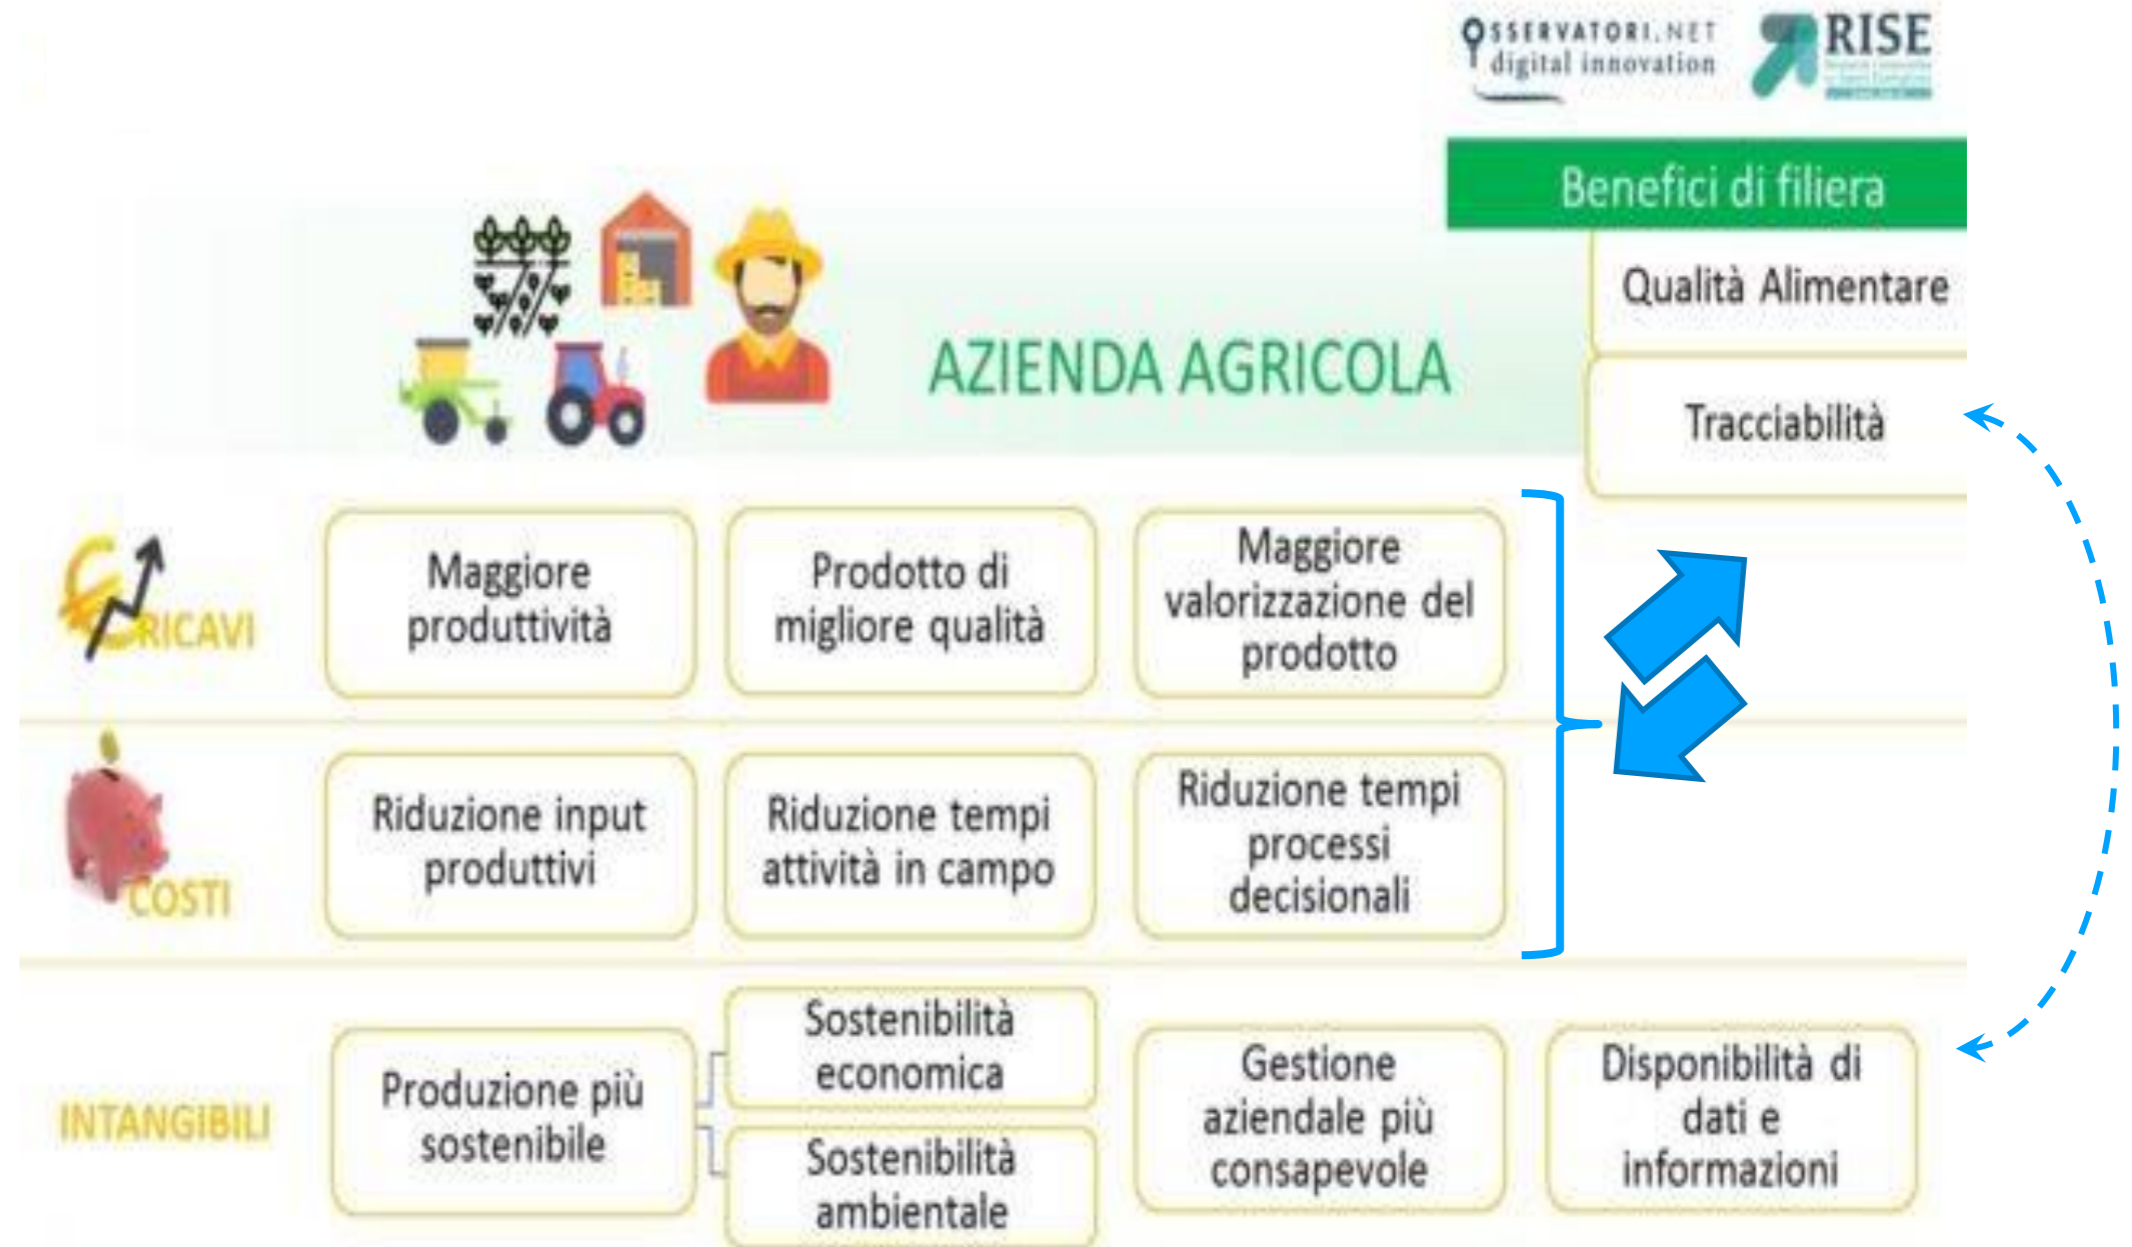 OSSERVATORI.NET
digital innovation
RISE
Benefici di filiera
Qualità Alimentare
AZIENDA AGRICOLA
Tracciabilità
RICAVI
Maggiore
produttività
Prodotto di
migliore qualità
Maggiore
valorizzazione del
prodotto
COSTI
Riduzione input
produttivi
Riduzione tempi
attività in campo
Riduzione tempi
processi
decisionali
INTANGIBILI
Produzione più
sostenibile
Sostenibilità
economica
Sostenibilità
ambientale
Gestione
aziendale più
consapevole
Disponibilità di
dati e
informazioni